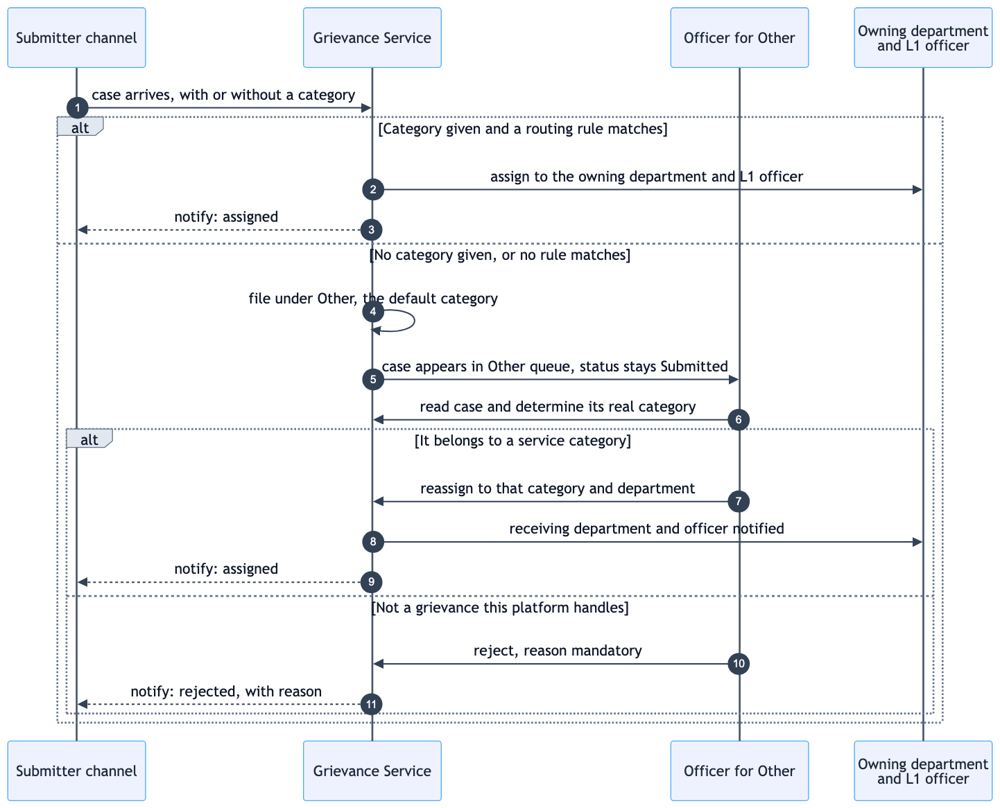 Submitter channel
Grievance Service
Officer for Other
Owning department
and L1 officer
case arrives, with or without a category
1
alt
[Category given and a routing rule matches]
assign to the owning department and L1 officer
2
notify: assigned
3
[No category given, or no rule matches]
file under Other, the default category
4
case appears in Other queue, status stays Submitted
5
read case and determine its real category
6
alt
[It belongs to a service category]
reassign to that category and department
7
receiving department and officer notified
8
notify: assigned
9
[Not a grievance this platform handles]
reject, reason mandatory
10
notify: rejected, with reason
11
Submitter channel
Grievance Service
Officer for Other
Owning department
and L1 officer